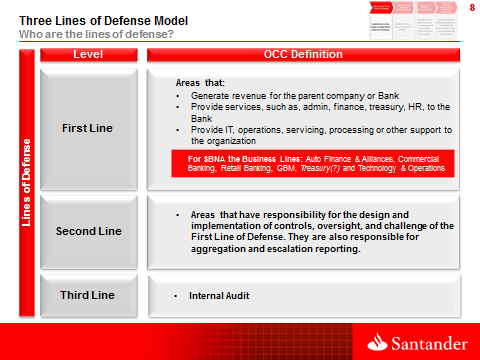 8
Three Lines of Defense Model
Who are the lines of defense?
Level
OCC Definition
Lines of Defense
First Line
Areas that:
• Generate revenue for the parent company or Bank
• Provide services, such as, admin, finance, treasury, HR, to the
Bank
• Provide IT, operations, servicing, processing or other support to
the organization
For $BNA the Business Lines: Auto Finance & Alliances, Commercial
Banking, Retail Banking, GBM, Treasury(?) and Technology & Operations
Second Line
• Areas that have responsibility for the design and
implementation of controls, oversight, and challenge of the
First Line of Defense. They are also responsible for
aggregation and escalation reporting.
Third Line
• Internal Audit
Santander